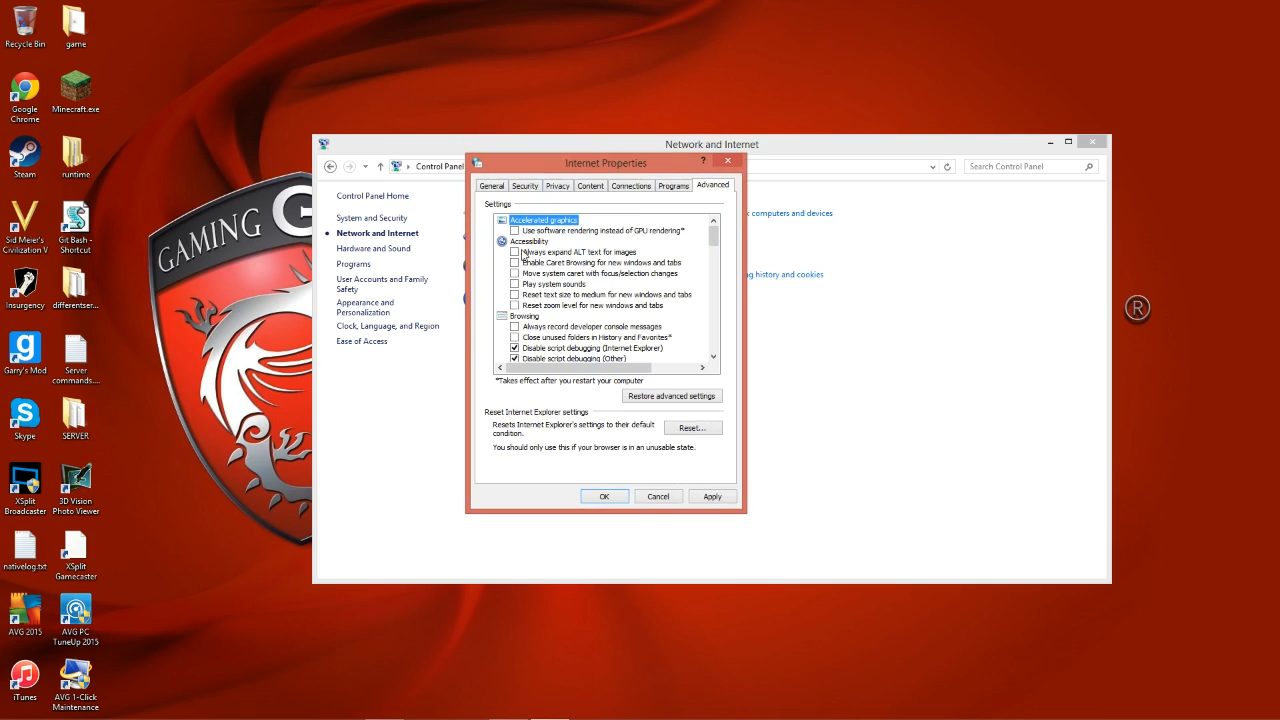 Recycle Bin
game
Google Chrome
Minecraft.exe
Steam
runtime
Sid Meier's Civilization V
Git Bash - Shortcut
Insurgency
differentser...
Garry's Mod
Server commands....
Skype
SERVER
XSplit Broadcaster
3D Vision Photo Viewer
nativelog.txt
XSplit Gamecaster
AVG 2015
AVG PC TuneUp 2015
iTunes
AVG 1-Click Maintenance
GAMING G
®
Network and Internet
Control Panel
Search Control Panel
Control Panel Home
System and Security
Network and Internet
Hardware and Sound
Programs
User Accounts and Family Safety
Appearance and Personalization
Clock, Language, and Region
Ease of Access
computers and devices
ing history and cookies
Internet Properties
?
General
Security
Privacy
Content
Connections
Programs
Advanced
Settings
Accelerated graphics
Use software rendering instead of GPU rendering*
Accessibility
Always expand ALT text for images
Enable Caret Browsing for new windows and tabs
Move system caret with focus/selection changes
Play system sounds
Reset text size to medium for new windows and tabs
Reset zoom level for new windows and tabs
Browsing
Always record developer console messages
Close unused folders in History and Favorites*
Disable script debugging (Internet Explorer)
Disable script debugging (Other)
*Takes effect after you restart your computer
Restore advanced settings
Reset Internet Explorer settings
Resets Internet Explorer's settings to their default condition.
Reset...
You should only use this if your browser is in an unusable state.
OK
Cancel
Apply